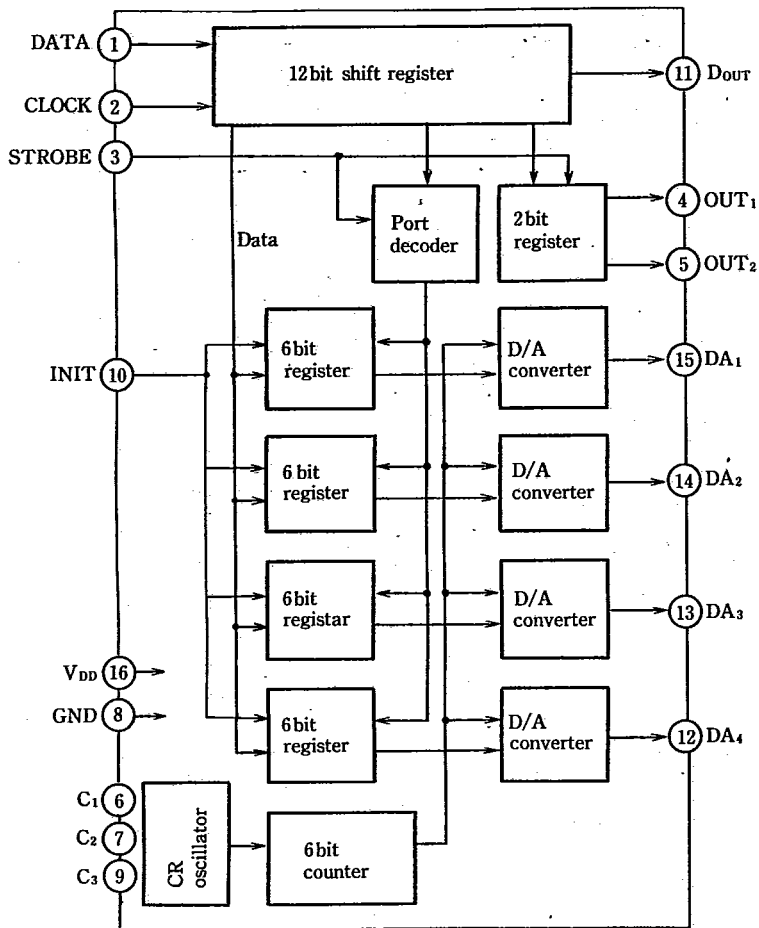 DATA 1
12bit shift register
11 DOUT
CLOCK 2
STROBE 3
Port
decoder
2bit
register
4 OUT1
5 OUT2
Data
INIT 10
6bit
register
D/A
converter
15 DA1
6bit
register
D/A
converter
14 DA2
6bit
registar
D/A
converter
13 DA3
VDD 16
GND 8
6bit
register
D/A
converter
12 DA4
C1 6
C2 7
C3 9
CR
oscillator
6bit
counter